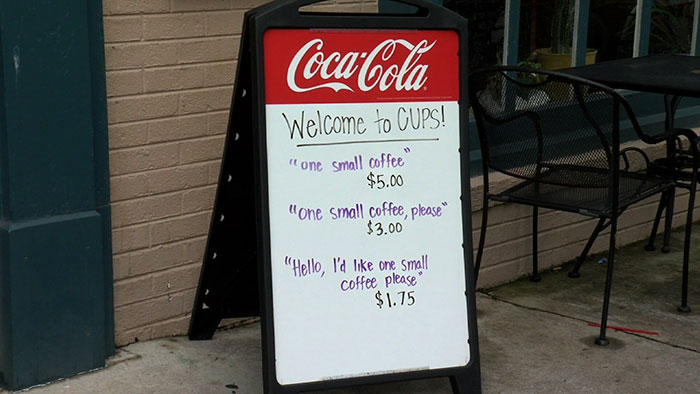 Coca-Cola
Welcome to CUPS!
"one small coffee"
$5.00
"one small coffee, please"
$3.00
"Hello, I'd like one small
coffee please"
$1.75